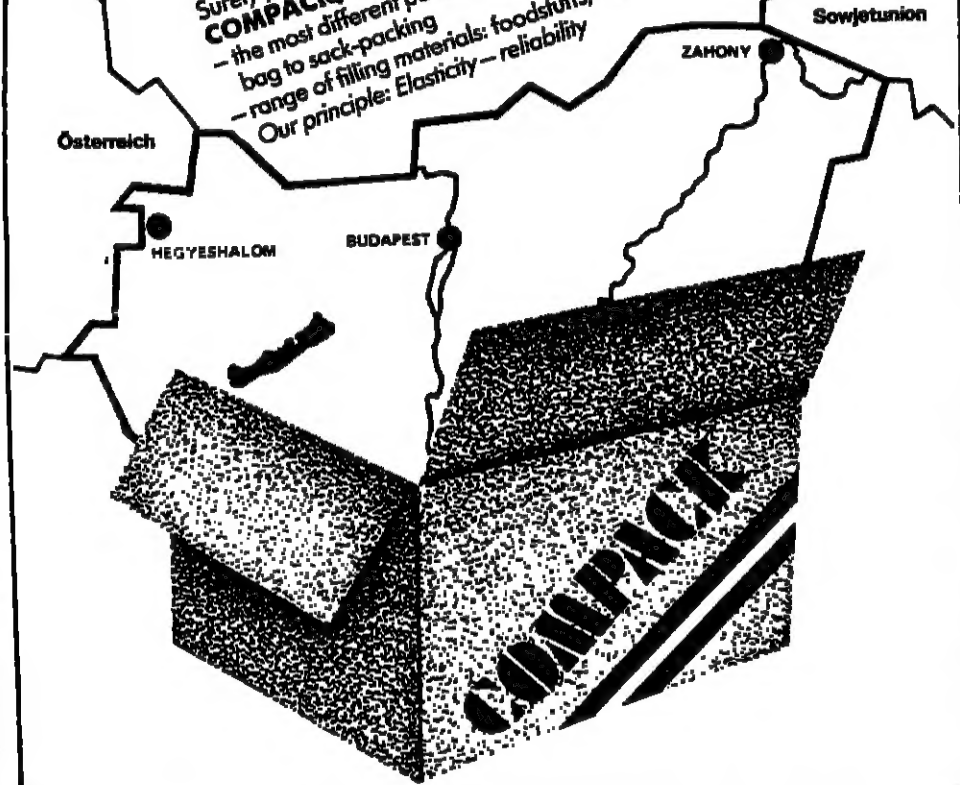 Surely
COMPACK
– the most different
bag to sack-packing
– range of filling materials: foodstuffs,
Our principle: Elasticity – reliability
Sowjetunion
ZAHONY
Österreich
HEGYESHALOM
BUDAPEST
COMPACK